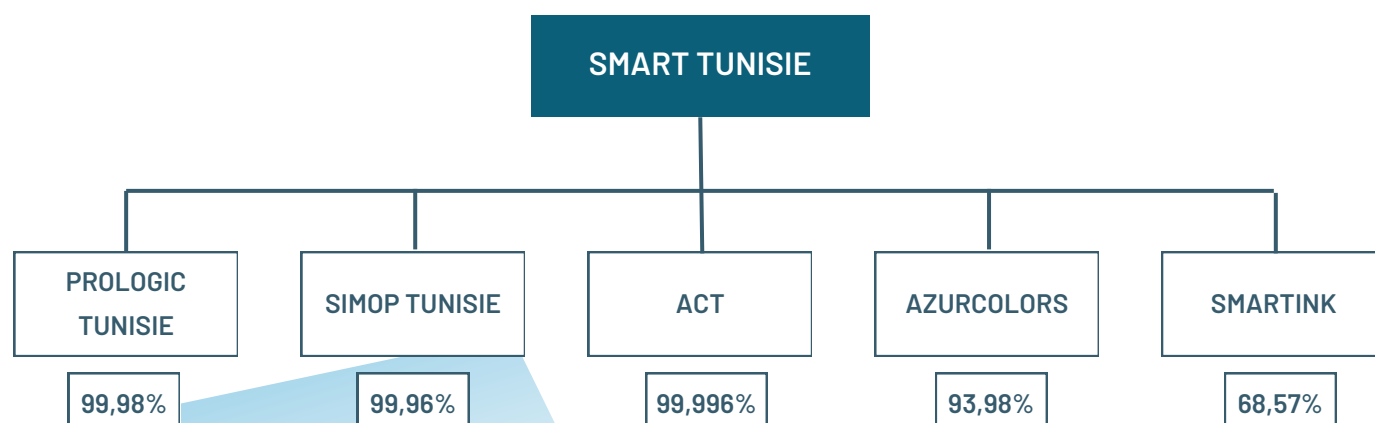 SMART TUNISIE
PROLOGIC
TUNISIE
SIMOP TUNISIE
ACT
AZURCOLORS
SMARTINK
99,98%
99,96%
99,996%
93,98%
68,57%